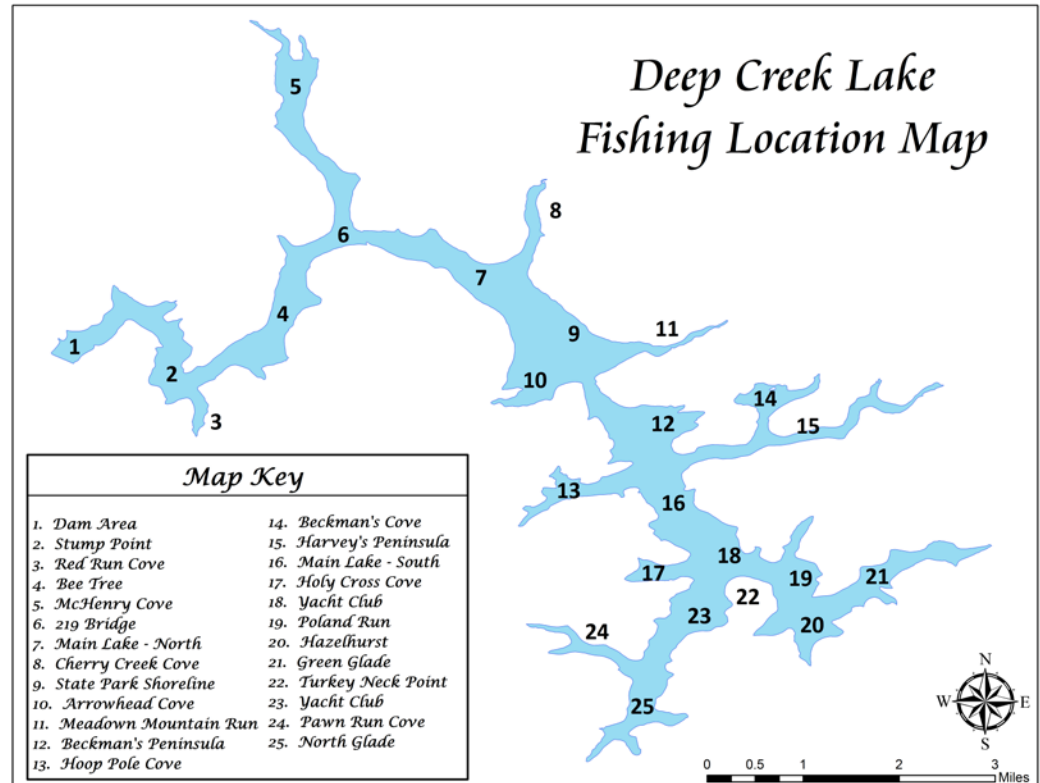 Deep Creek Lake
Fishing Location Map
5
8
6
7
4
9
11
1
2
10
3
14
12
15
13
16
18
17
19
21
22
23
20
24
25
Map Key
1. Dam Area
2. Stump Point
3. Red Run Cove
4. Bee Tree
5. McHenry Cove
6. 219 Bridge
7. Main Lake - North
8. Cherry Creek Cove
9. State Park Shoreline
10. Arrowhead Cove
11. Meadown Mountain Run
12. Beckman's Peninsula
13. Hoop Pole Cove
14. Beckman's Cove
15. Harvey's Peninsula
16. Main Lake - South
17. Holy Cross Cove
18. Yacht Club
19. Poland Run
20. Hazelhurst
21. Green Glade
22. Turkey Neck Point
23. Yacht Club
24. Pawn Run Cove
25. North Glade
N
W E
S
0 0.5 1 2 3
Miles